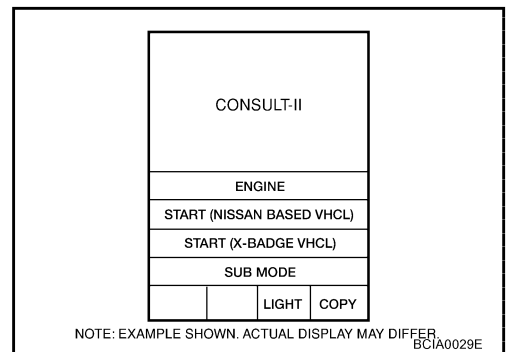 CONSULT-II
ENGINE
START (NISSAN BASED VHCL)
START (X-BADGE VHCL)
SUB MODE
LIGHT COPY
NOTE: EXAMPLE SHOWN. ACTUAL DISPLAY MAY DIFFER.
BCIA0029E